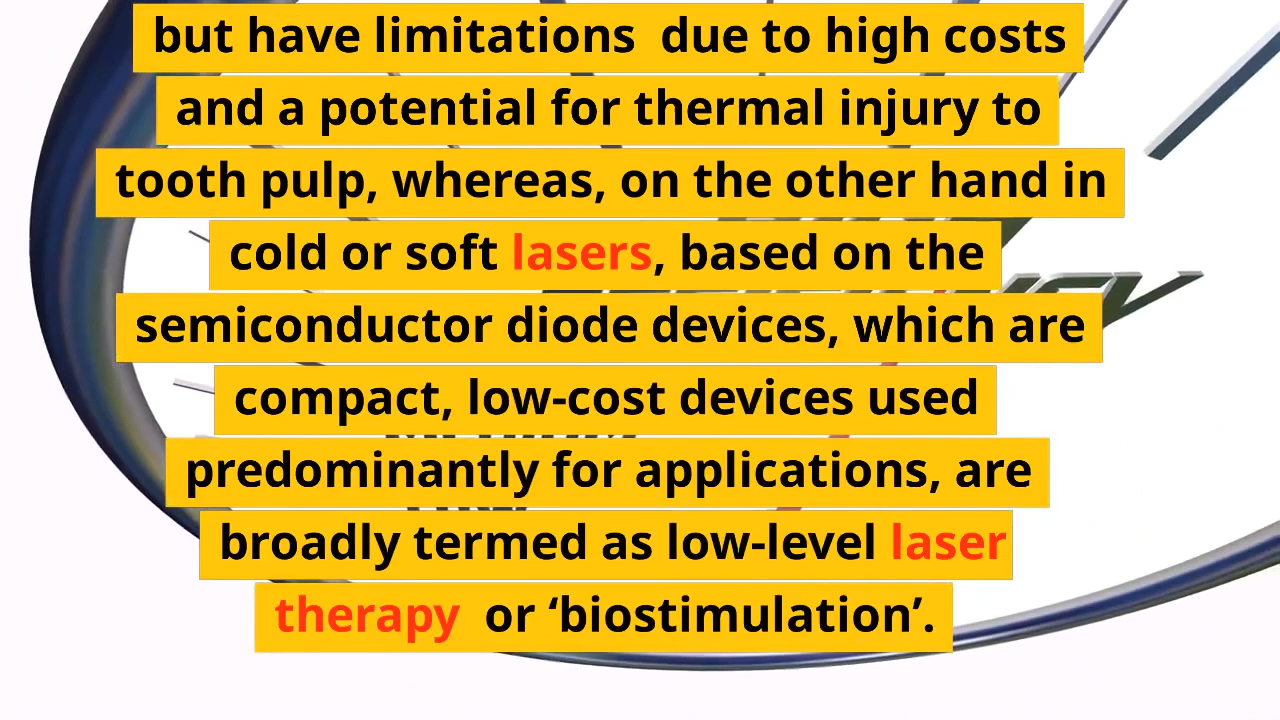 but have limitations  due to high costs
and a potential for thermal injury to
tooth pulp, whereas, on the other hand in
cold or soft lasers, based on the
semiconductor diode devices, which are
compact, low-cost devices used
predominantly for applications, are
broadly termed as low-level laser
therapy  or ‘biostimulation’.